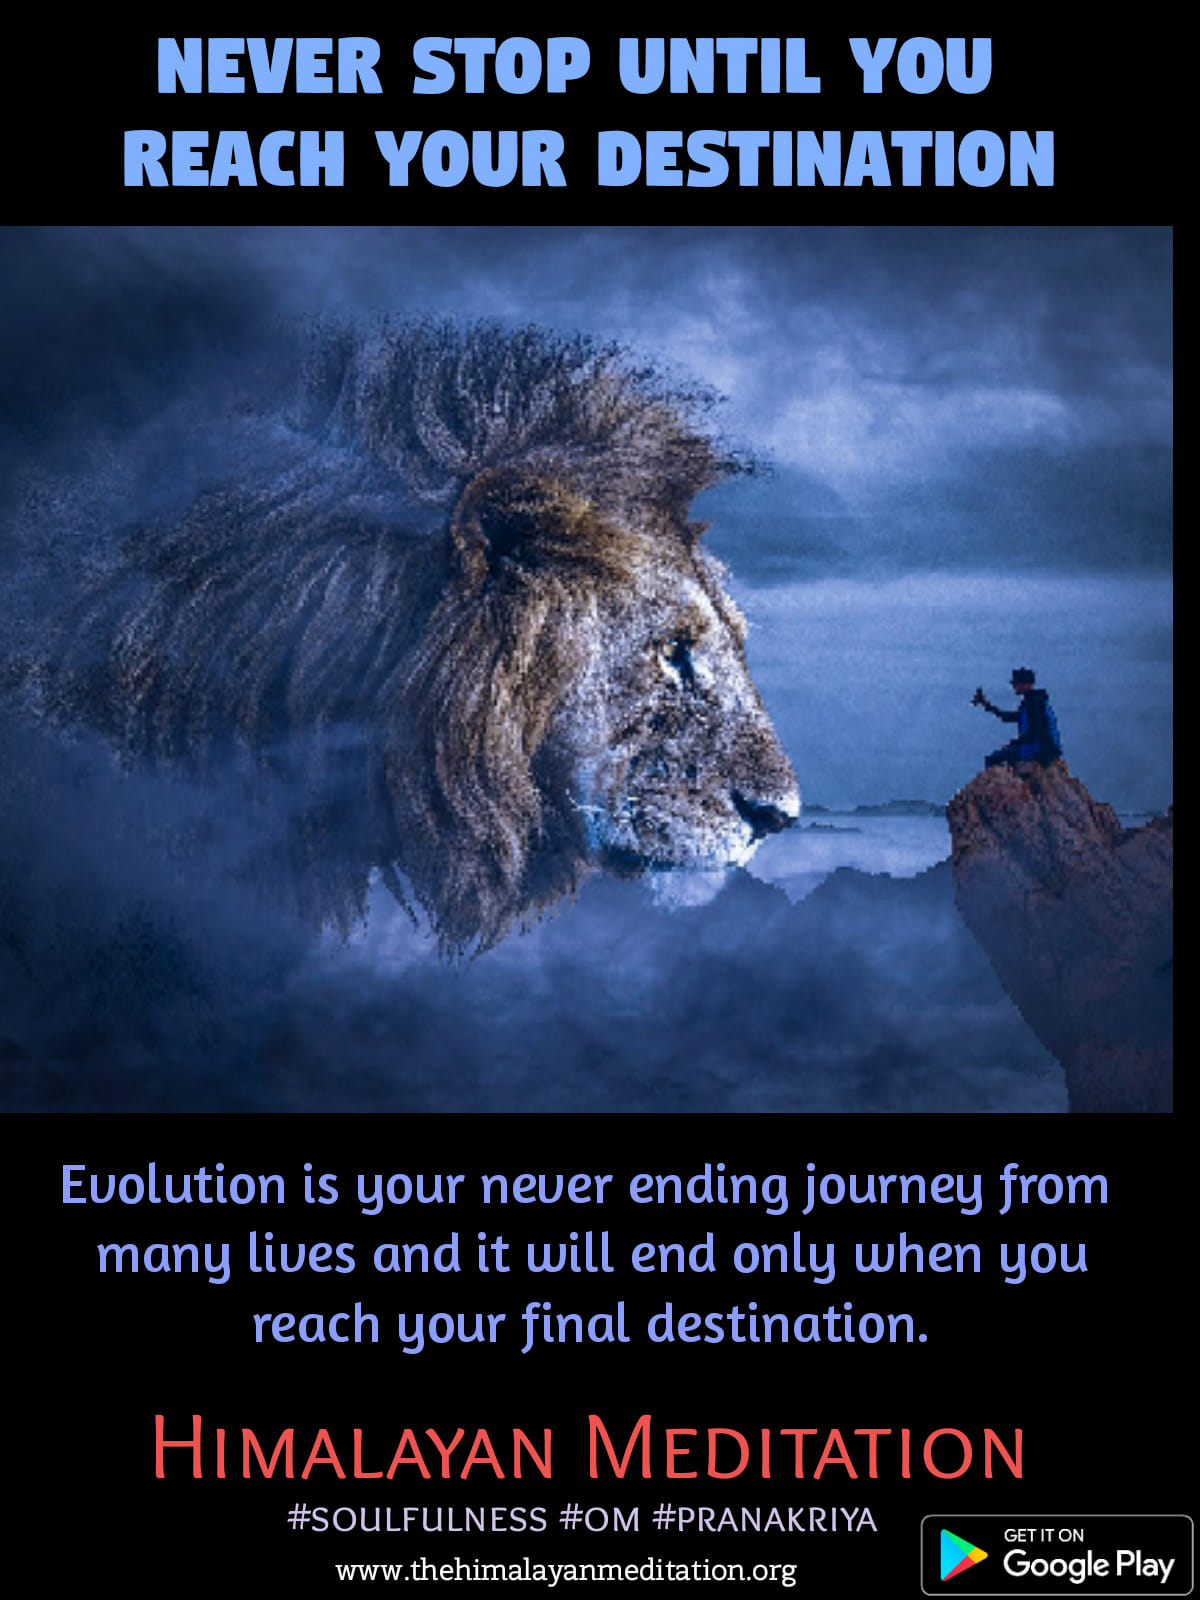 NEVER STOP UNTIL YOU
REACH YOUR DESTINATION
Evolution is your never ending journey from
many lives and it will end only when you
reach your final destination.
HIMALAYAN MEDITATION
#SOULFULNESS #OM #PRANAKRIYA
www.thehimalayanmeditation.org
GET IT ON
Google Play